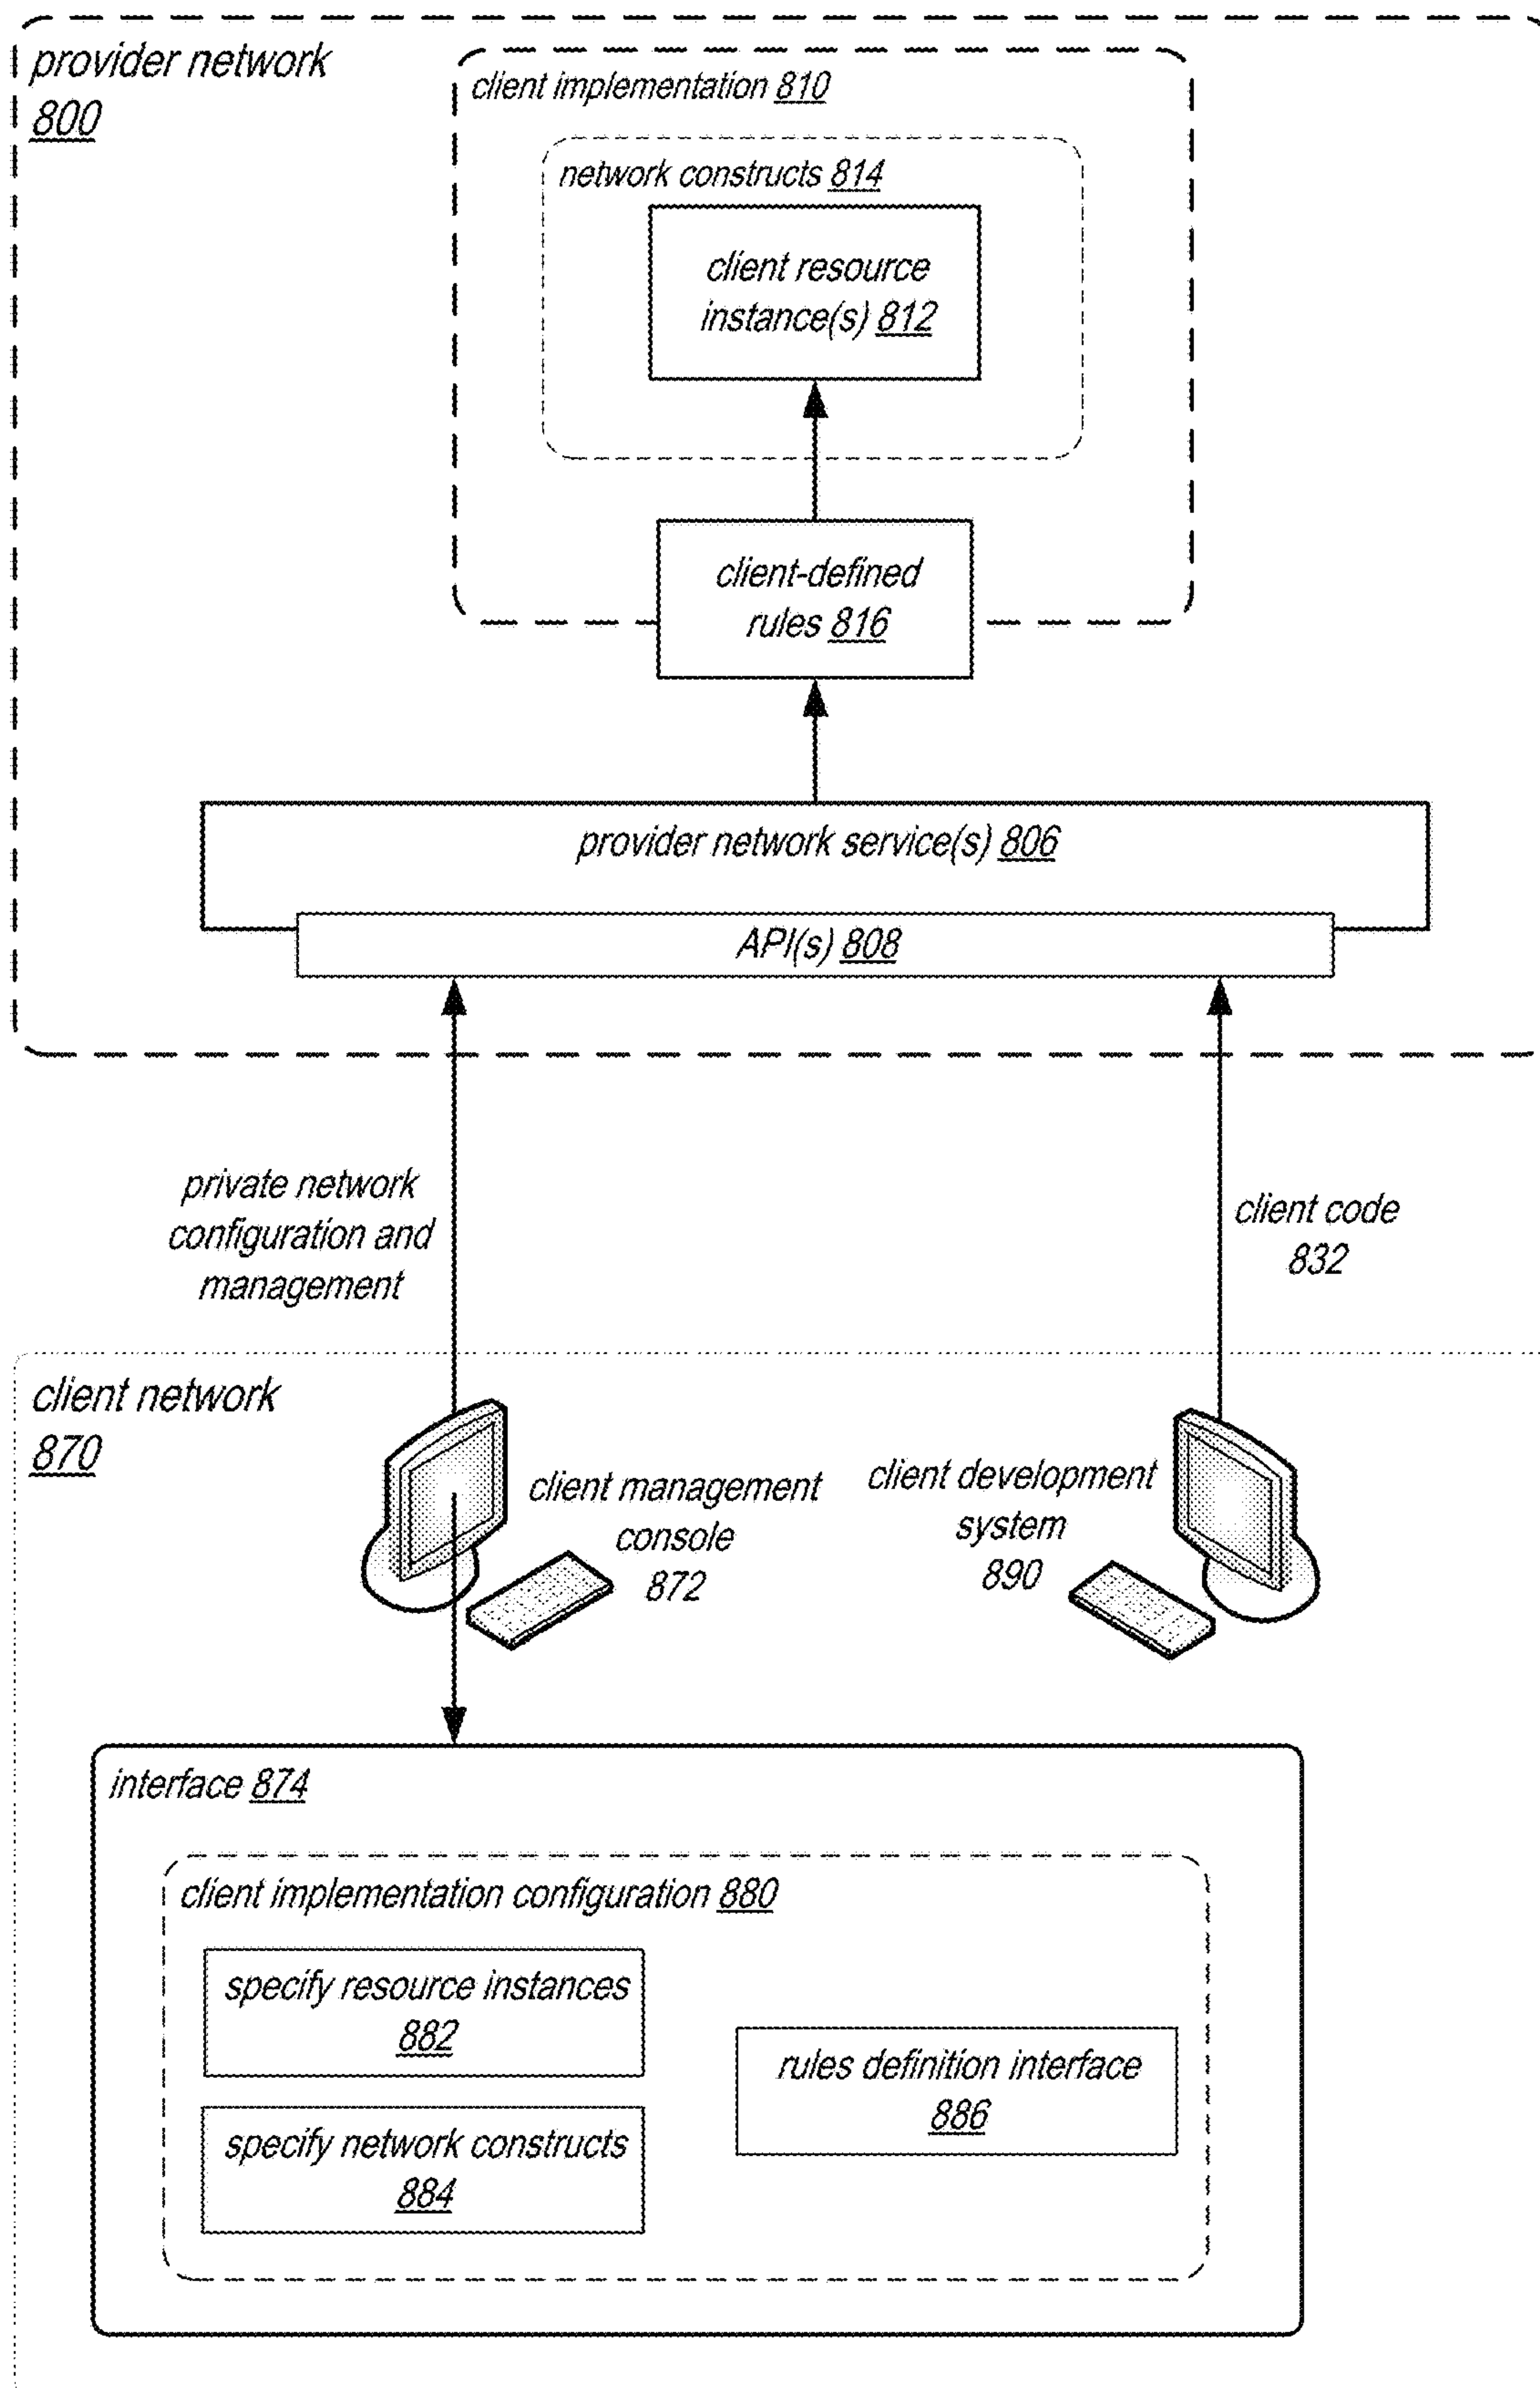 provider network
800
client implementation 810
network constructs 814
client resource
instance(s) 812
client-defined
rules 816
provider network service(s) 806
API(s) 808
private network
configuration and
management
client code
832
client network
870
client management
console
872
client development
system
890
interface 874
client implementation configuration 880
specify resource instances
882
rules definition interface
886
specify network constructs
884